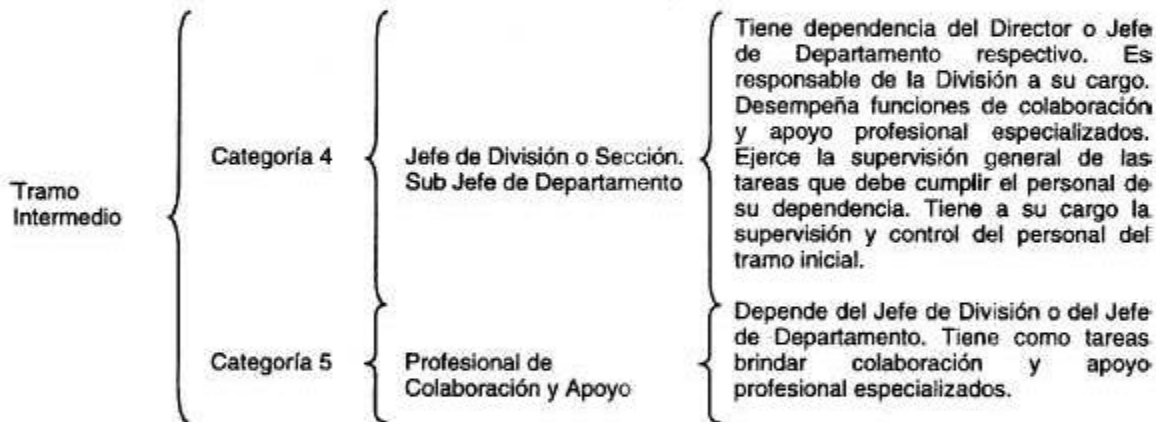 Tramo
Intermedio
Categoría 4
Jefe de División o Sección.
Sub Jefe de Departamento
Tiene dependencia del Director o Jefe
de Departamento respectivo. Es
responsable de la División a su cargo.
Desempeña funciones de colaboración
y apoyo profesional especializados.
Ejerce la supervisión general de las
tareas que debe cumplir el personal de
su dependencia. Tiene a su cargo la
supervisión y control del personal del
tramo inicial.
Categoría 5
Profesional de
Colaboración y Apoyo
Depende del Jefe de División o del Jefe
de Departamento. Tiene como tareas
brindar colaboración y apoyo
profesional especializados.